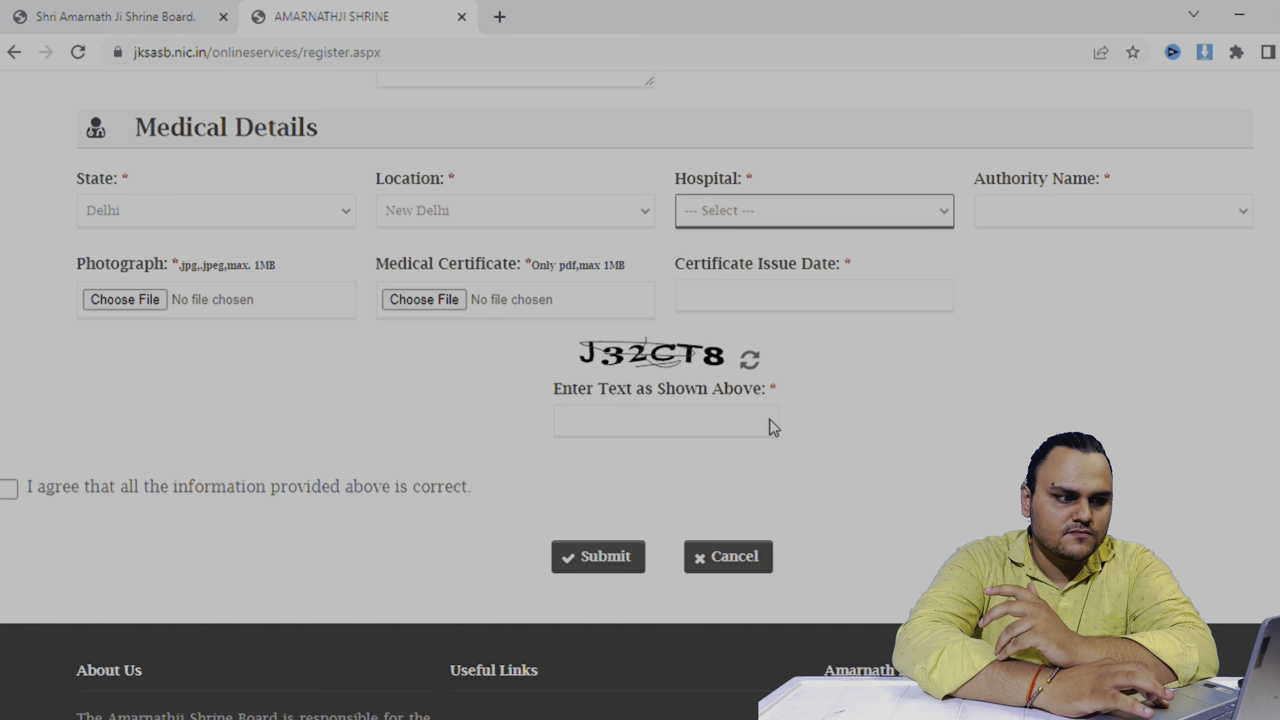 Shri Amarnath Ji Shrine Board.
AMARNATHJI SHRINE
jksasb.nic.in/onlineservices/register.aspx
Medical Details
State: *
Location: *
Hospital: *
Authority Name: *
Delhi
New Delhi
--- Select ---
Photograph: *.jpg,.jpeg,max. 1MB
Medical Certificate: *Only pdf,max 1MB
Certificate Issue Date: *
Choose File No file chosen
Choose File No file chosen
J32CT8
Enter Text as Shown Above: *
I agree that all the information provided above is correct.
Submit
Cancel
About Us
Useful Links
Amarnath
The Amarnathji Shrine Board is responsible for the